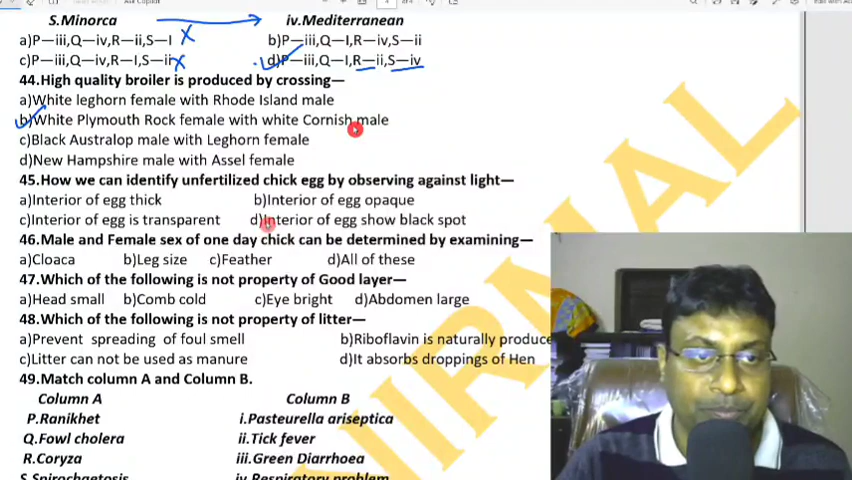 S.Minorca iv.Mediterranean
a)P—iii,Q—iv,R—ii,S—I b)P—iii,Q—I,R—iv,S—ii
c)P—iii,Q—iv,R—I,S—ii d)P—iii,Q—I,R—ii,S—iv
44.High quality broiler is produced by crossing—
a)White leghorn female with Rhode Island male
b)White Plymouth Rock female with white Cornish male
c)Black Australop male with Leghorn female
d)New Hampshire male with Assel female
45.How we can identify unfertilized chick egg by observing against light—
a)Interior of egg thick b)Interior of egg opaque
c)Interior of egg is transparent d)Interior of egg show black spot
46.Male and Female sex of one day chick can be determined by examining—
a)Cloaca b)Leg size c)Feather d)All of these
47.Which of the following is not property of Good layer—
a)Head small b)Comb cold c)Eye bright d)Abdomen large
48.Which of the following is not property of litter—
a)Prevent spreading of foul smell b)Riboflavin is naturally produce
c)Litter can not be used as manure d)It absorbs droppings of Hen
49.Match column A and Column B.
Column A Column B
P.Ranikhet i.Pasteurella ariseptica
Q.Fowl cholera ii.Tick fever
R.Coryza iii.Green Diarrhoea
S.Spirochaetosis iv.Respiratory problem
NIRMAL